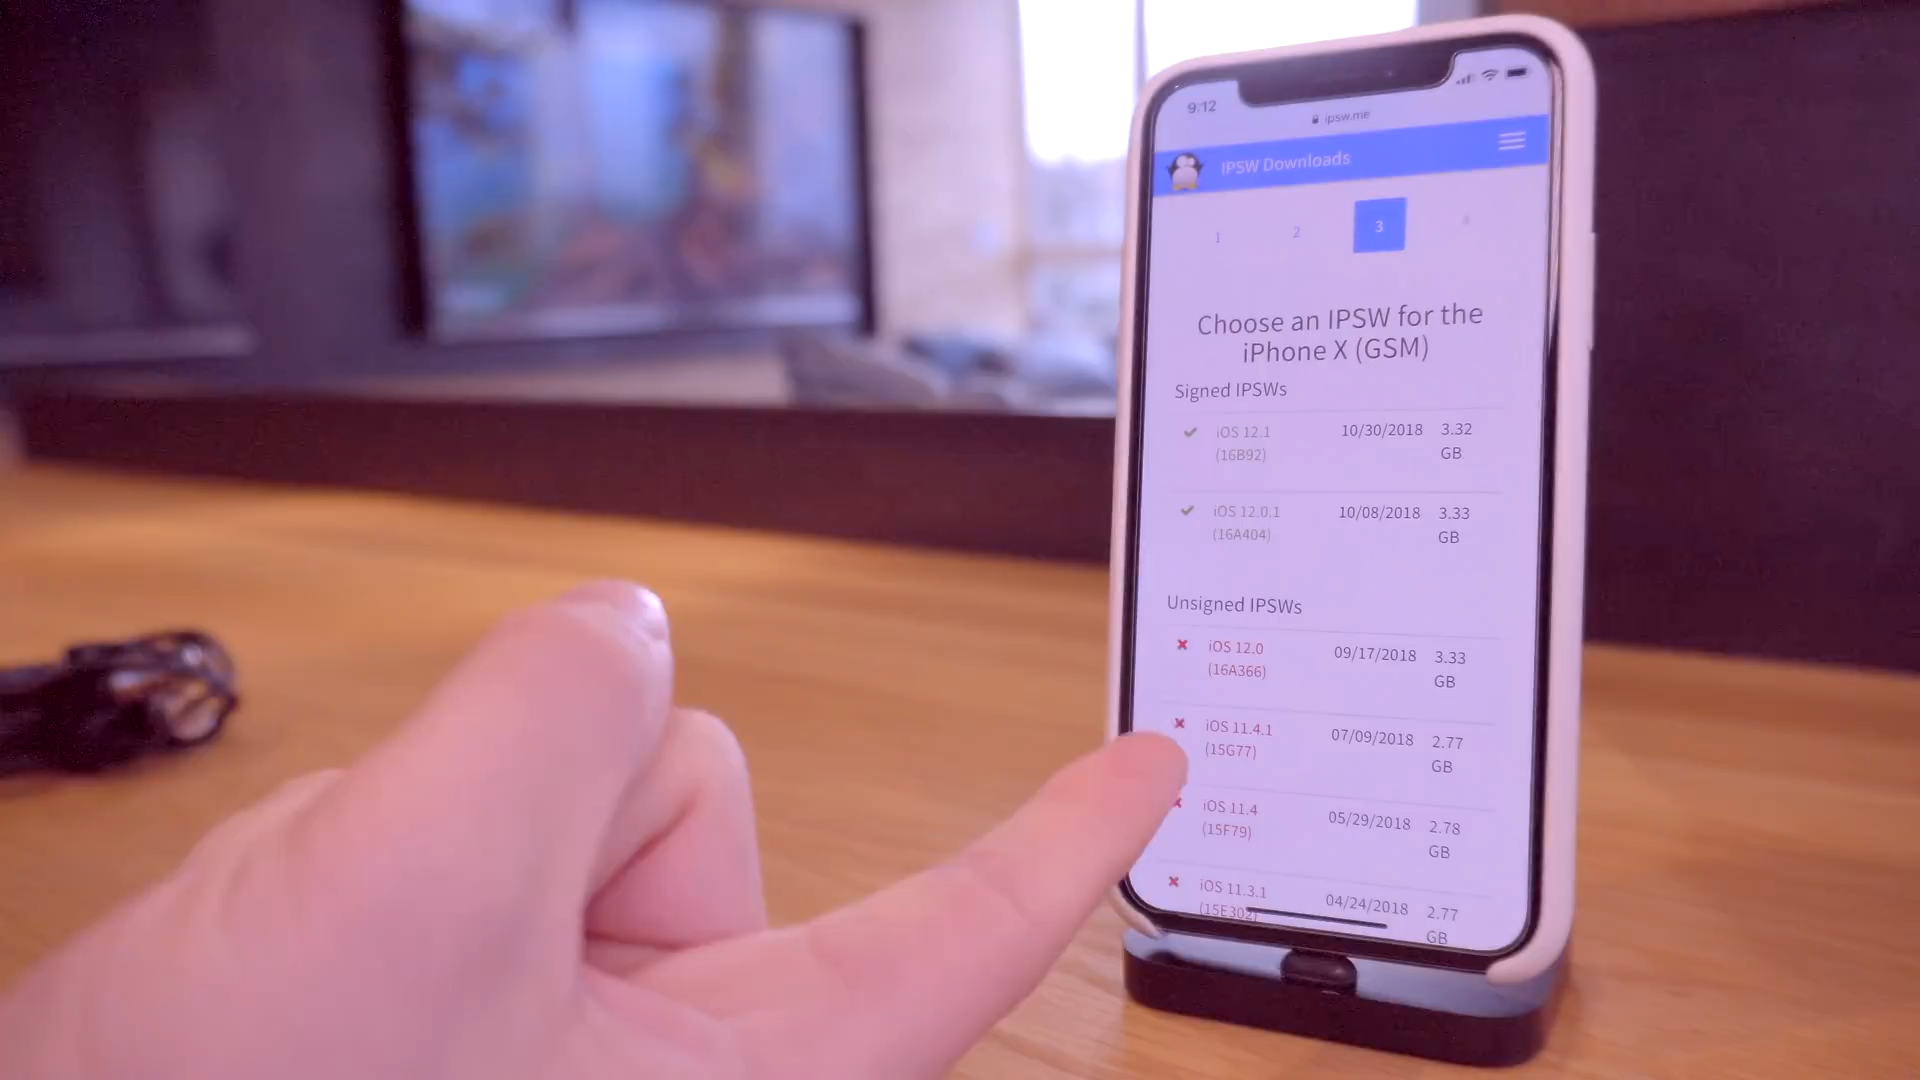 9:12
ipsw.me
IPSW Downloads
1 2 3 4
Choose an IPSW for the
iPhone X (GSM)
Signed IPSWs
iOS 12.1 10/30/2018 3.32
(16B92) GB
iOS 12.0.1 10/08/2018 3.33
(16A404) GB
Unsigned IPSWs
iOS 12.0 09/17/2018 3.33
(16A366) GB
iOS 11.4.1 07/09/2018 2.77
(15G77) GB
iOS 11.4 05/29/2018 2.78
(15F79) GB
iOS 11.3.1 04/24/2018 2.77
(15E302) GB